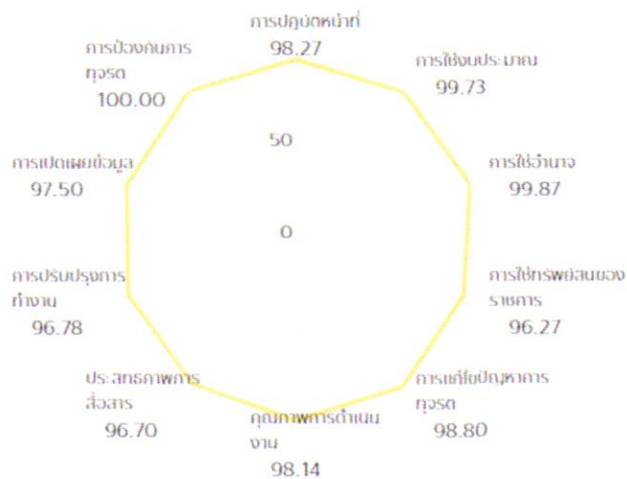 การปฏิบัติหน้าที่
98.27
การใช้งบประมาณ
99.73
การใช้อำนาจ
99.87
การใช้ทรัพย์สินของ
ราชการ
96.27
การแก้ไขปัญหาการ
ทุจริต
98.80
คุณภาพการดำเนิน
งาน
98.14
ประสิทธิภาพการ
สื่อสาร
96.70
การปรับปรุงการ
ทำงาน
96.78
การเปิดเผยข้อมูล
97.50
การป้องกันการ
ทุจริต
100.00
50
0